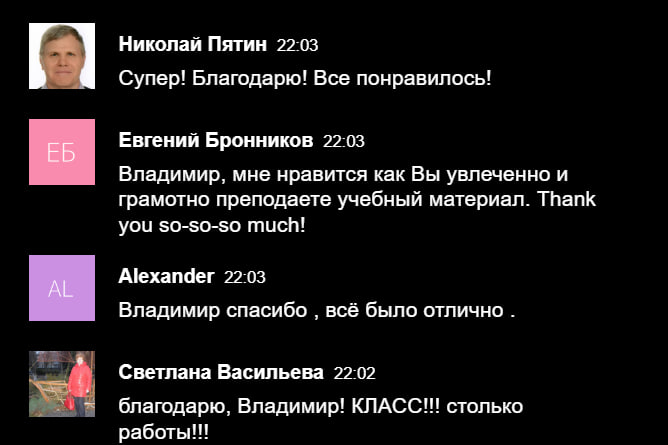 Николай Пятин 22:03
Супер! Благодарю! Все понравилось!
ЕБ
Евгений Бронников 22:03
Владимир, мне нравится как Вы увлеченно и
грамотно преподаете учебный материал. Thank
you so-so-so much!
AL
Alexander 22:03
Владимир спасибо , всё было отлично .
Светлана Васильева 22:02
благодарю, Владимир! КЛАСС!!! столько
работы!!!